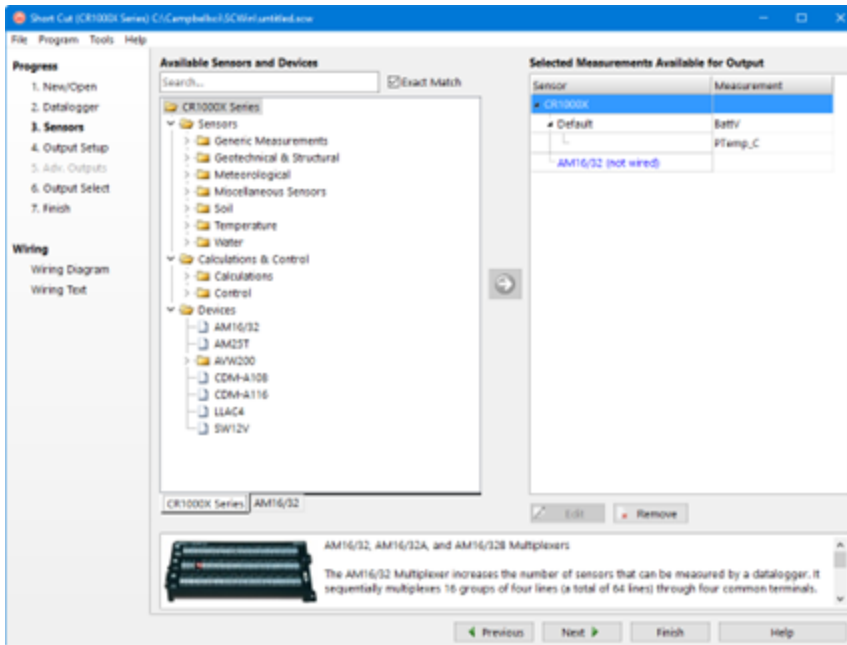 Short Cut (CR1000X Series) C:\Campbellsci\SCWin\untitled.scw
File Program Tools Help
Progress
1. New/Open
2. Datalogger
3. Sensors
4. Output Setup
5. Adv. Outputs
6. Output Select
7. Finish
Wiring
Wiring Diagram
Wiring Text
Available Sensors and Devices
Search...
Exact Match
CR1000X Series
Sensors
Generic Measurements
Geotechnical & Structural
Meteorological
Miscellaneous Sensors
Soil
Temperature
Water
Calculations & Control
Calculations
Control
Devices
AM16/32
AM25T
AVW200
CDM-A108
CDM-A116
LLAC4
SW12V
CR1000X Series
AM16/32
Selected Measurements Available for Output
Sensor Measurement
CR1000X
Default BattV
PTemp_C
AM16/32 (not wired)
Edit
Remove
AM16/32, AM16/32A, and AM16/32B Multiplexers
The AM16/32 Multiplexer increases the number of sensors that can be measured by a datalogger. It
sequentially multiplexes 16 groups of four lines (a total of 64 lines) through four common terminals.
Previous
Next
Finish
Help